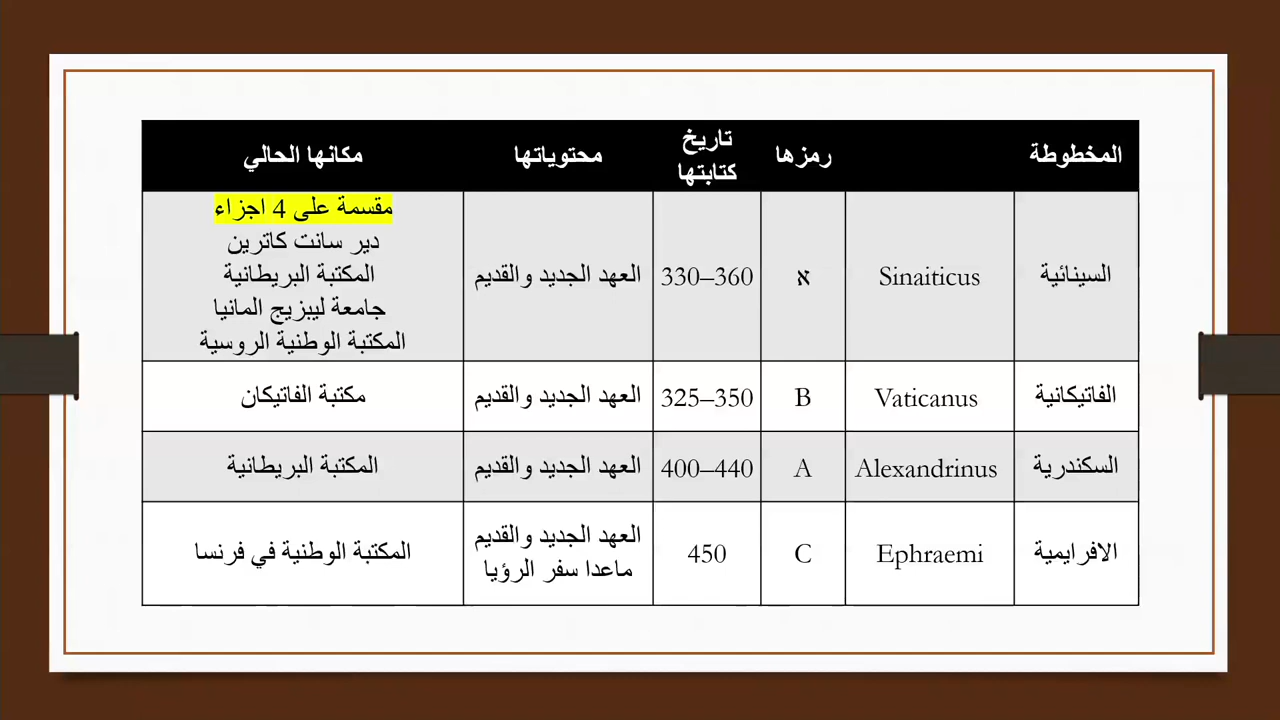 المخطوطة
رمزها
تاريخ
كتابتها
محتوياتها
مكانها الحالي
السينائية
Sinaiticus
א
330–360
العهد الجديد والقديم
مقسمة على 4 اجزاء
دير سانت كاترين
المكتبة البريطانية
جامعة ليبزيج المانيا
المكتبة الوطنية الروسية
الفاتيكانية
Vaticanus
B
325–350
العهد الجديد والقديم
مكتبة الفاتيكان
السكندرية
Alexandrinus
A
400–440
العهد الجديد والقديم
المكتبة البريطانية
الافرايمية
Ephraemi
C
450
العهد الجديد والقديم
ماعدا سفر الرؤيا
المكتبة الوطنية في فرنسا